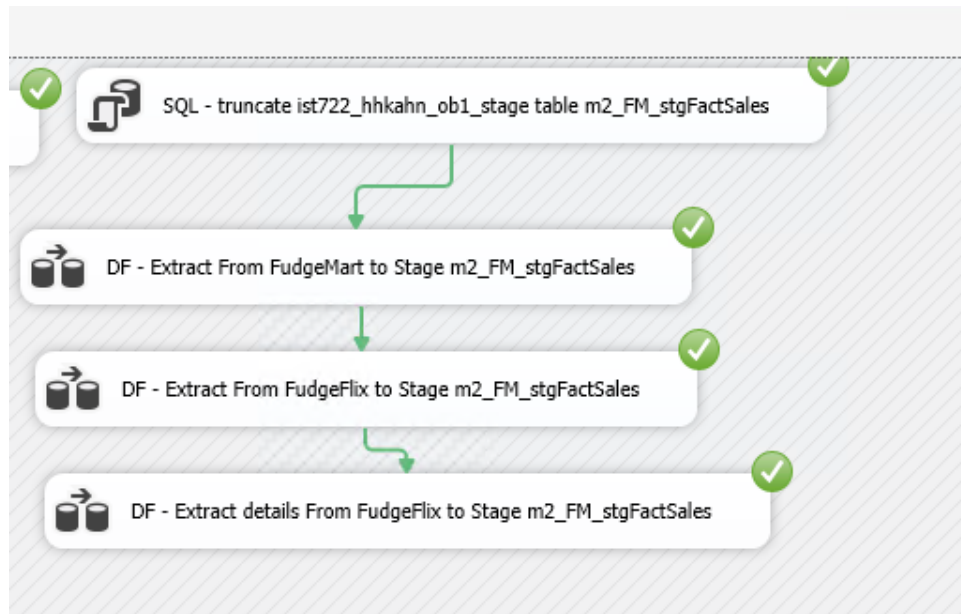 SQL - truncate ist722_hhkahn_ob1_stage table m2_FM_stgFactSales
DF - Extract From FudgeMart to Stage m2_FM_stgFactSales
DF - Extract From FudgeFlix to Stage m2_FM_stgFactSales
DF - Extract details From FudgeFlix to Stage m2_FM_stgFactSales